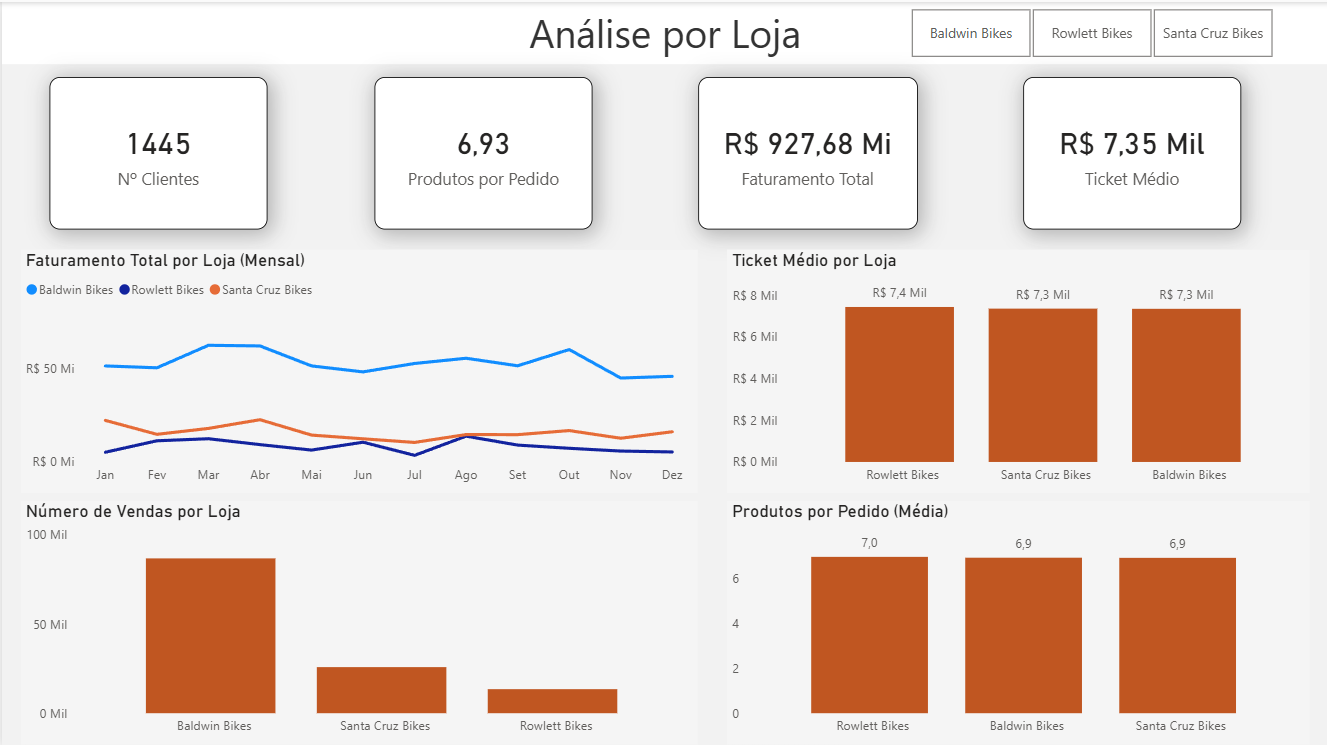 Análise por Loja
Baldwin Bikes
Rowlett Bikes
Santa Cruz Bikes
1445
Nº Clientes
6,93
Produtos por Pedido
R$ 927,68 Mi
Faturamento Total
R$ 7,35 Mil
Ticket Médio
Faturamento Total por Loja (Mensal)
Baldwin Bikes Rowlett Bikes Santa Cruz Bikes
R$ 50 Mi
R$ 0 Mi
Jan Fev Mar Abr Mai Jun Jul Ago Set Out Nov Dez
Ticket Médio por Loja
R$ 7,4 Mil R$ 7,3 Mil R$ 7,3 Mil
R$ 8 Mil
R$ 6 Mil
R$ 4 Mil
R$ 2 Mil
R$ 0 Mil
Rowlett Bikes Santa Cruz Bikes Baldwin Bikes
Número de Vendas por Loja
100 Mil
50 Mil
0 Mil
Baldwin Bikes Santa Cruz Bikes Rowlett Bikes
Produtos por Pedido (Média)
7,0 6,9 6,9
6
4
2
0
Rowlett Bikes Baldwin Bikes Santa Cruz Bikes